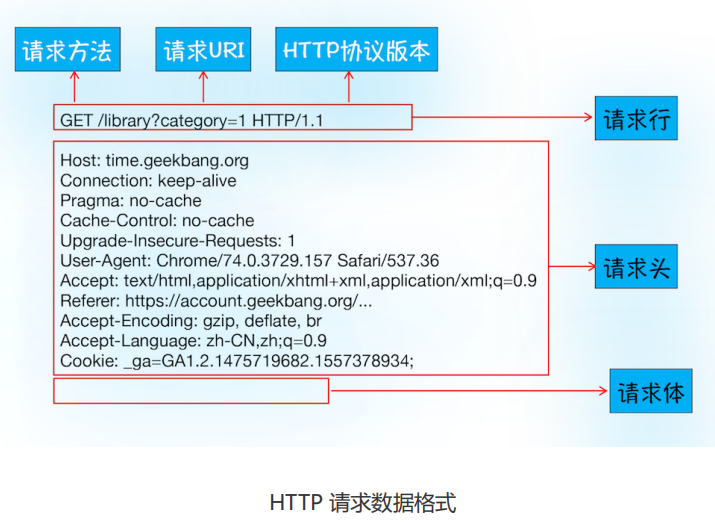 请求方法 请求URI HTTP协议版本
GET /library?category=1 HTTP/1.1
请求行
Host: time.geekbang.org
Connection: keep-alive
Pragma: no-cache
Cache-Control: no-cache
Upgrade-Insecure-Requests: 1
User-Agent: Chrome/74.0.3729.157 Safari/537.36
Accept: text/html,application/xhtml+xml,application/xml;q=0.9
Referer: https://account.geekbang.org/...
Accept-Encoding: gzip, deflate, br
Accept-Language: zh-CN,zh;q=0.9
Cookie: _ga=GA1.2.1475719682.1557378934;
请求头
请求体
HTTP 请求数据格式